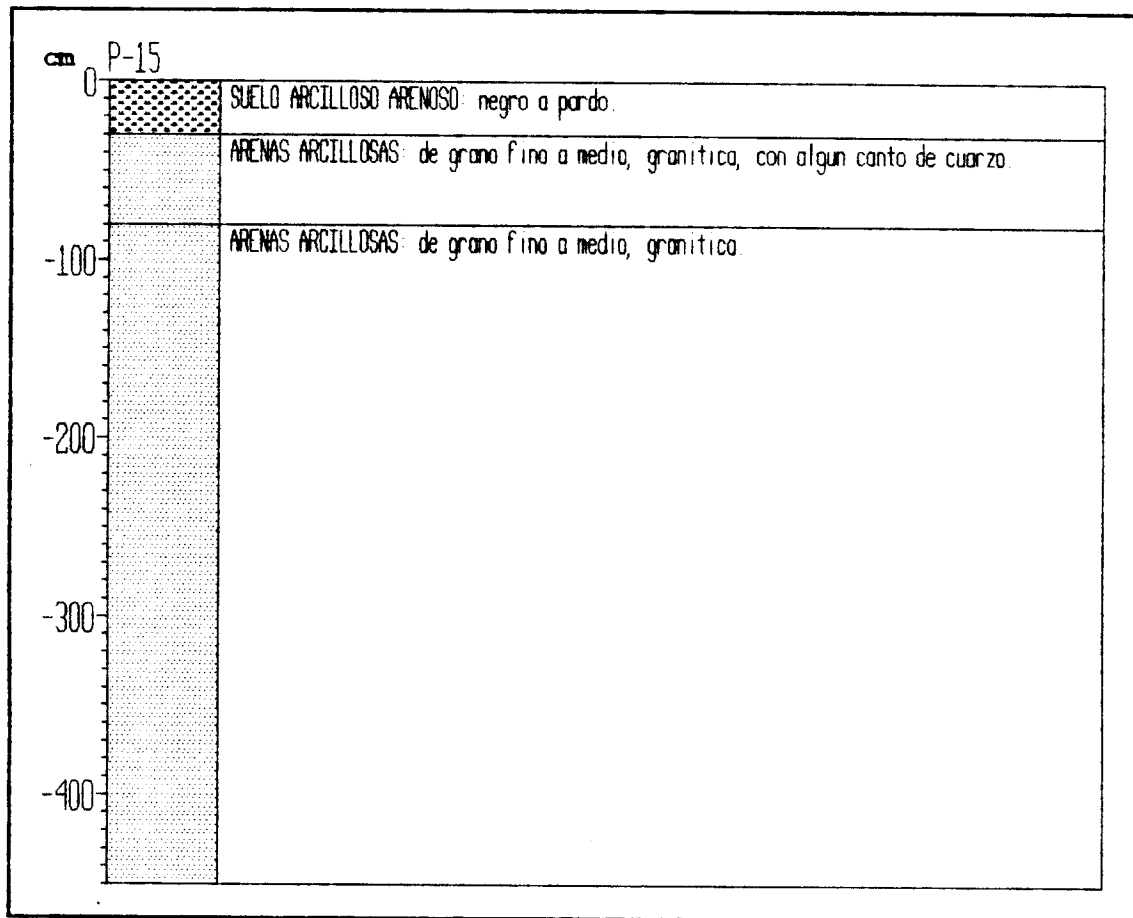 cm P-15
0
SUELO ARCILLOSO ARENOSO: negro a pardo.
ARENAS ARCILLOSAS: de grano fino a medio, granitica, con algun canto de cuarzo.
ARENAS ARCILLOSAS: de grano fino a medio, granitica.
-100
-200
-300
-400